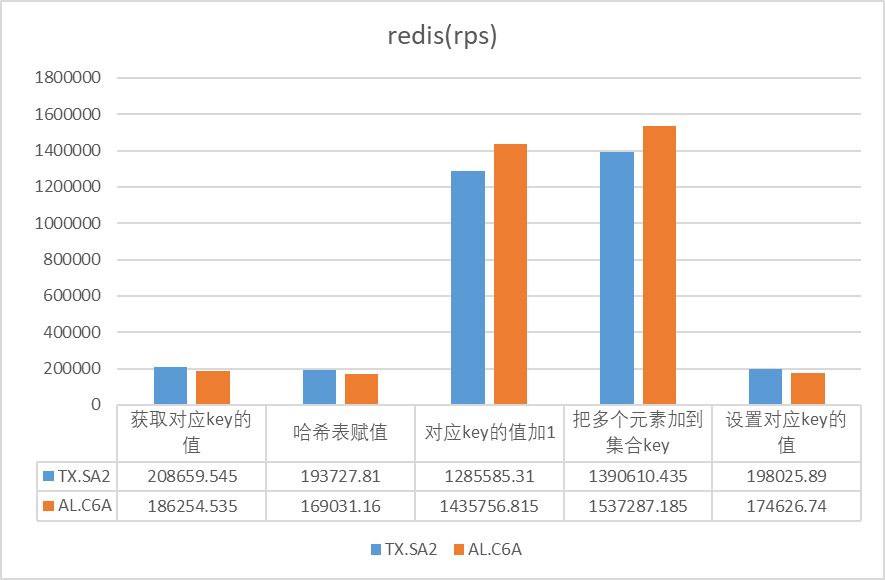 redis(rps)
1800000
1600000
1400000
1200000
1000000
800000
600000
400000
200000
0
获取对应key的
值
哈希表赋值
对应key的值加1
把多个元素加到
集合key
设置对应key的
值
TX.SA2 208659.545 193727.81 1285585.31 1390610.435 198025.89
AL.C6A 186254.535 169031.16 1435756.815 1537287.185 174626.74
TX.SA2 AL.C6A